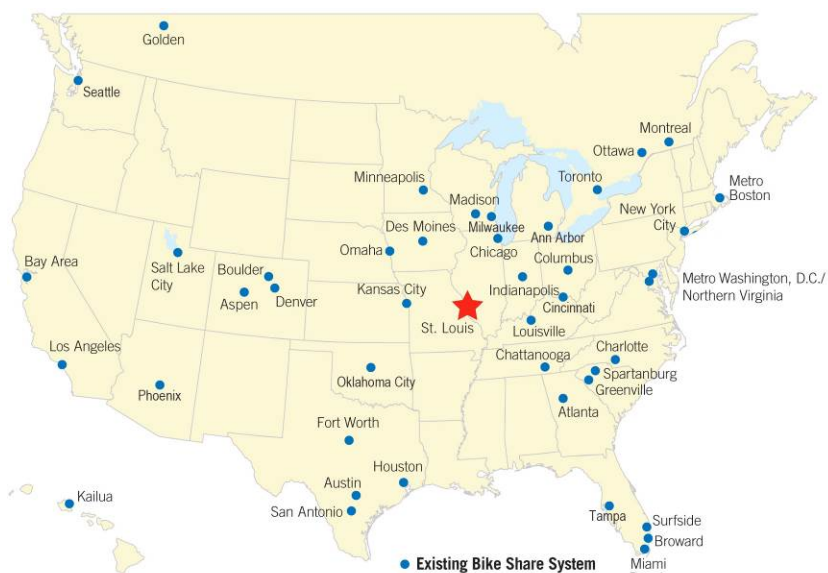 Golden
Seattle
Montreal
Ottawa
Minneapolis
Toronto
Metro
Boston
Madison
New York
City
Des Moines
Milwaukee
Omaha
Chicago
Ann Arbor
Columbus
Bay Area
Salt Lake
City
Boulder
Metro Washington, D.C./
Northern Virginia
Aspen
Denver
Kansas City
Indianapolis
Cincinnati
St. Louis
Louisville
Los Angeles
Charlotte
Chattanooga
Spartanburg
Greenville
Phoenix
Oklahoma City
Atlanta
Fort Worth
Houston
Austin
San Antonio
Kailua
Tampa
Surfside
Broward
Miami
Existing Bike Share System